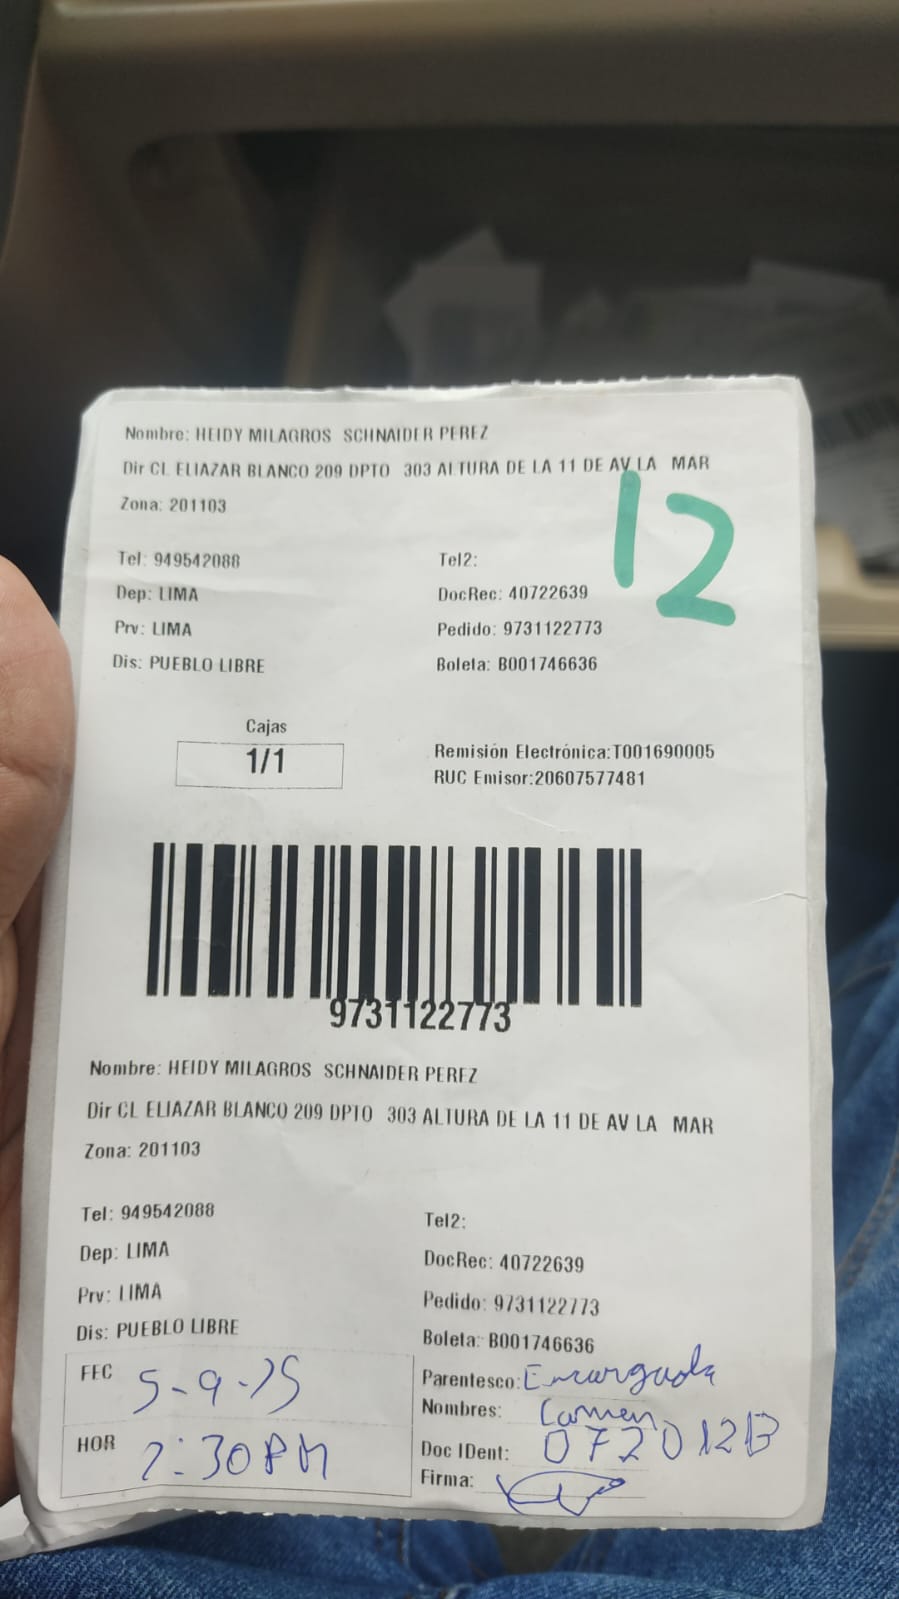 Nombre: HEIDY MILAGROS SCHNAIDER PEREZ
Dir CL ELIAZAR BLANCO 209 DPTO 303 ALTURA DE LA 11 DE AV LA MAR
Zona: 201103
12
Tel: 949542088 Tel2:
Dep: LIMA DocRec: 40722639
Prv: LIMA Pedido: 9731122773
Dis: PUEBLO LIBRE Boleta: B001746636
Cajas
1/1
Remisión Electrónica:T001690005
RUC Emisor:20607577481
9731122773
Nombre: HEIDY MILAGROS SCHNAIDER PEREZ
Dir CL ELIAZAR BLANCO 209 DPTO 303 ALTURA DE LA 11 DE AV LA MAR
Zona: 201103
Tel: 949542088 Tel2:
Dep: LIMA DocRec: 40722639
Prv: LIMA Pedido: 9731122773
Dis: PUEBLO LIBRE Boleta: B001746636
FEC 5-9-25
Parentesco: Encargada
Nombres: Carmen
HOR 2:30PM
Doc IDent:
Firma: